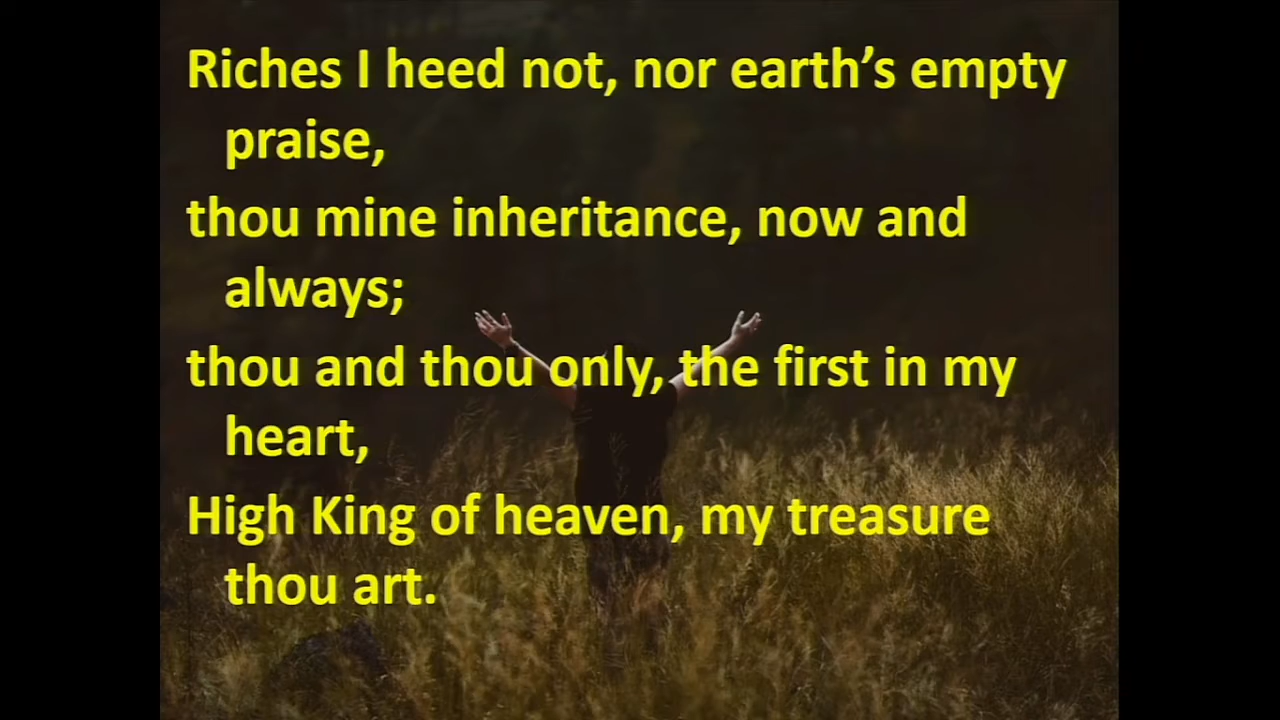 Riches I heed not, nor earth’s empty
praise,
thou mine inheritance, now and
always;
thou and thou only, the first in my
heart,
High King of heaven, my treasure
thou art.